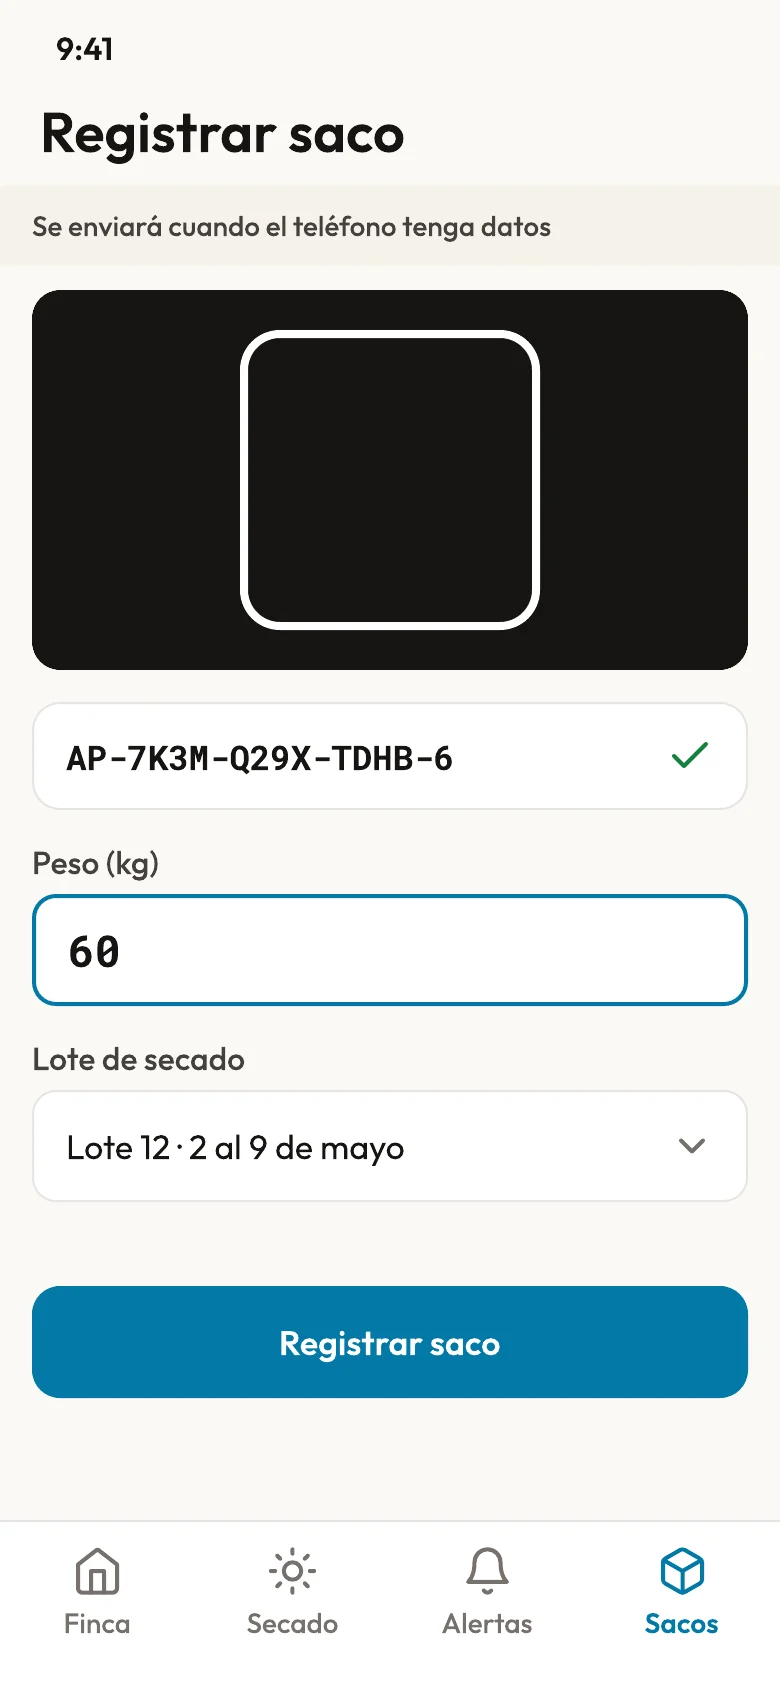 9:41
Registrar saco
Se enviará cuando el teléfono tenga datos
AP-7K3M-Q29X-TDHB-6
Peso (kg)
60
Lote de secado
Lote 12 · 2 al 9 de mayo
Registrar saco
Finca
Secado
Alertas
Sacos